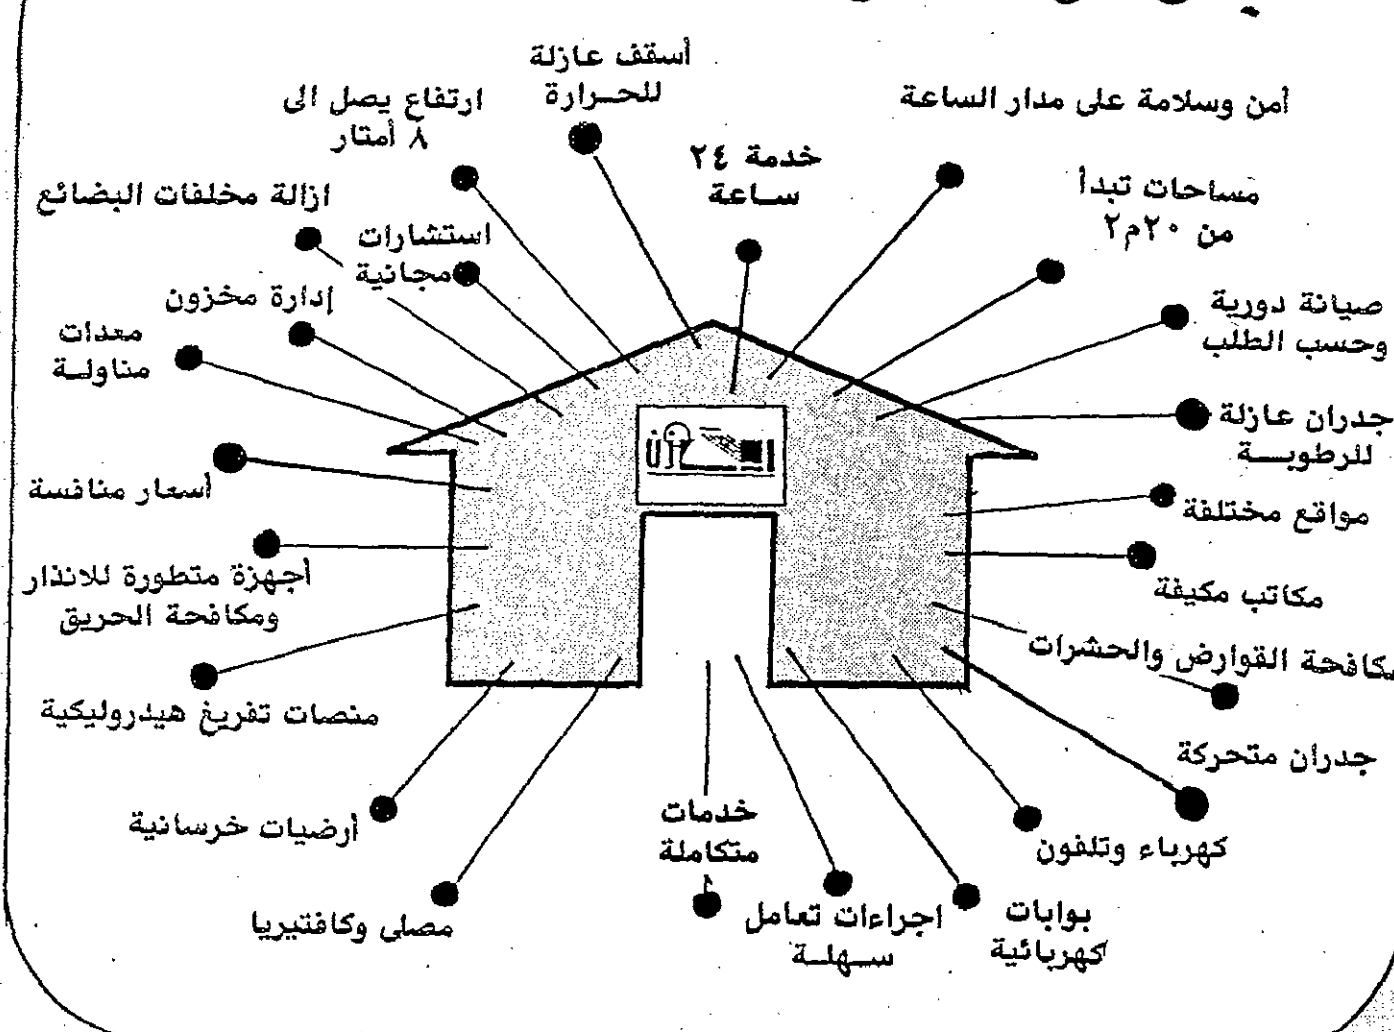 أسقف عازلة
للحرارة
أمن وسلامة على مدار الساعة
ارتفاع يصل الى
٨ أمتار
خدمة ٢٤
ساعة
مساحات تبدأ
من ٢٠م٢
ازالة مخلفات البضائع
استشارات
مجانية
إدارة مخزون
صيانة دورية
وحسب الطلب
معدات
مناولة
جدران عازلة
للرطوبة
أسعار منافسة
مواقع مختلفة
أجهزة متطورة للانذار
ومكافحة الحريق
مكاتب مكيفة
مكافحة القوارض والحشرات
منصات تفريغ هيدروليكية
جدران متحركة
أرضيات خرسانية
خدمات
متكاملة
كهرباء وتلفون
مصلى وكافتيريا
اجراءات تعامل
سهلة
بوابات
كهربائية